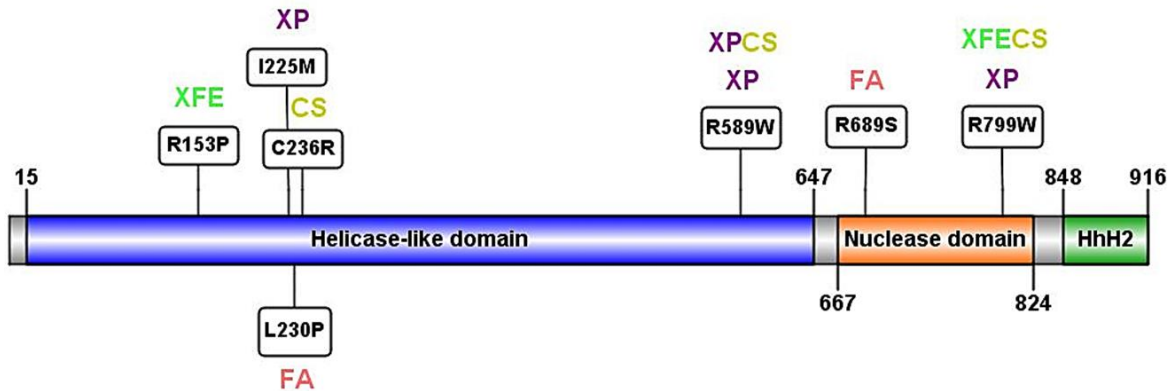 XP
I225M
XFE
R153P
CS
C236R
XPCS
XP
R589W
FA
R689S
XFECS
XP
R799W
15
647
848
916
Helicase-like domain
Nuclease domain
HhH2
667
824
L230P
FA